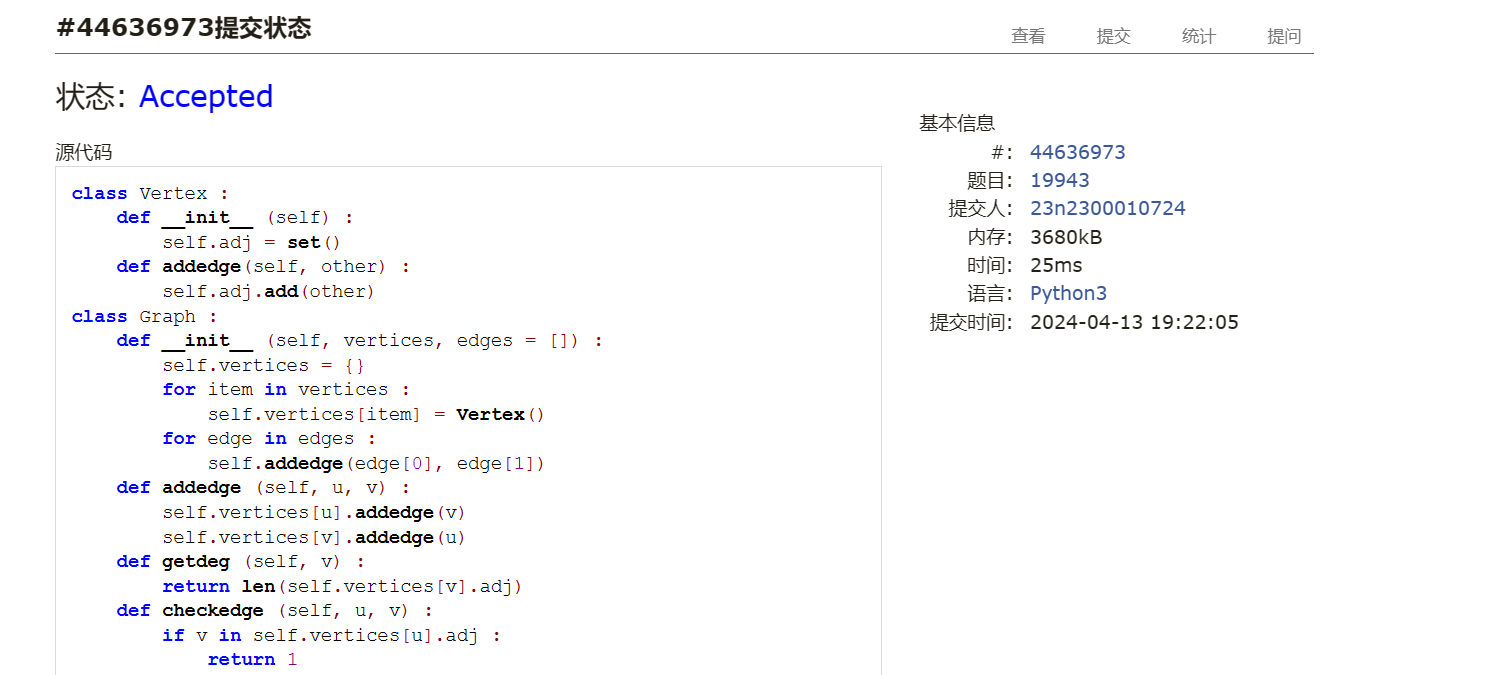 #44636973提交状态
查看 提交 统计 提问
状态: Accepted
源代码
class Vertex :
    def __init__ (self) :
        self.adj = set()
    def addedge(self, other) :
        self.adj.add(other)
class Graph :
    def __init__ (self, vertices, edges = []) :
        self.vertices = {}
        for item in vertices :
            self.vertices[item] = Vertex()
        for edge in edges :
            self.addedge(edge[0], edge[1])
    def addedge (self, u, v) :
        self.vertices[u].addedge(v)
        self.vertices[v].addedge(u)
    def getdeg (self, v) :
        return len(self.vertices[v].adj)
    def checkedge (self, u, v) :
        if v in self.vertices[u].adj :
            return 1
基本信息
#: 44636973
题目: 19943
提交人: 23n2300010724
内存: 3680kB
时间: 25ms
语言: Python3
提交时间: 2024-04-13 19:22:05